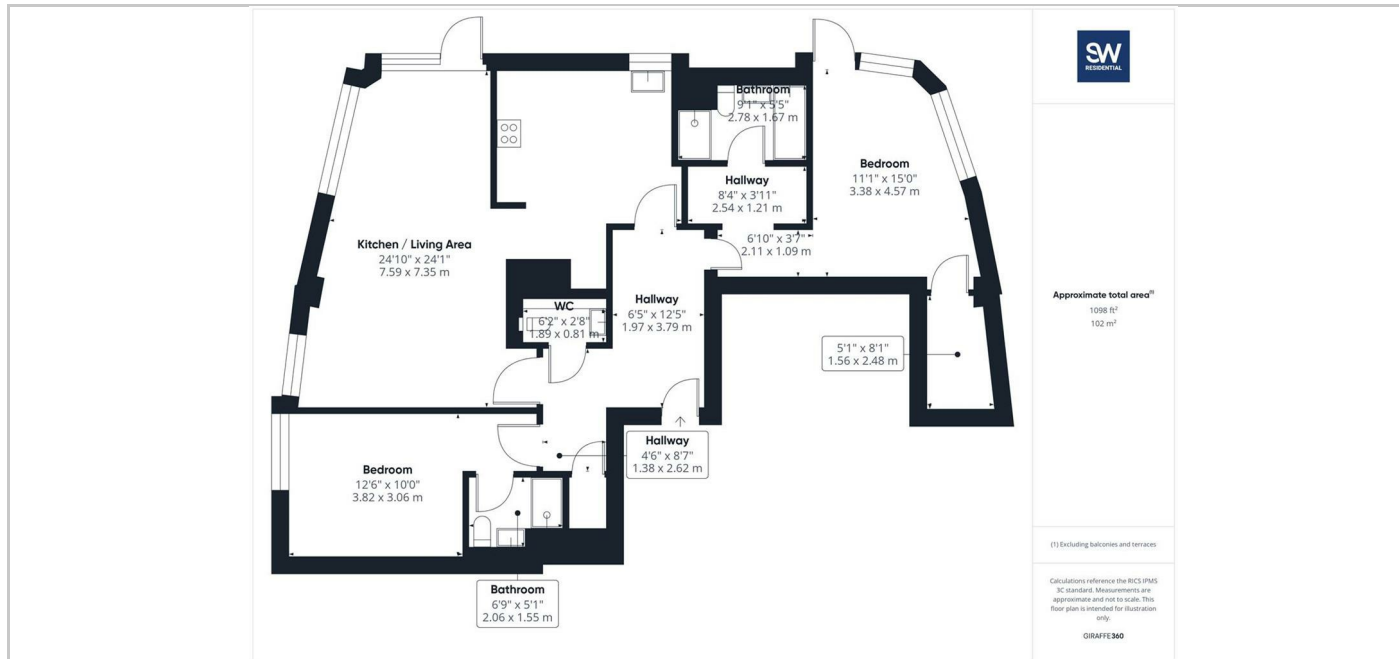 SW
RESIDENTIAL
Bathroom
9'1" x 5'5"
2.78 x 1.67 m
Hallway
8'4" x 3'11"
2.54 x 1.21 m
6'10" x 3'7"
2.11 x 1.09 m
Bedroom
11'1" x 15'0"
3.38 x 4.57 m
Kitchen / Living Area
24'10" x 24'1"
7.59 x 7.35 m
WC
6'2" x 2'8"
1.89 x 0.81 m
Hallway
6'5" x 12'5"
1.97 x 3.79 m
5'1" x 8'1"
1.56 x 2.48 m
Hallway
4'6" x 8'7"
1.38 x 2.62 m
Bedroom
12'6" x 10'0"
3.82 x 3.06 m
Bathroom
6'9" x 5'1"
2.06 x 1.55 m
Approximate total area(1)
1098 ft²
102 m²
(1) Excluding balconies and terraces
Calculations reference the RICS IPMS
3C standard. Measurements are
approximate and not to scale. This
floor plan is intended for illustration
only.
GIRAFFE360